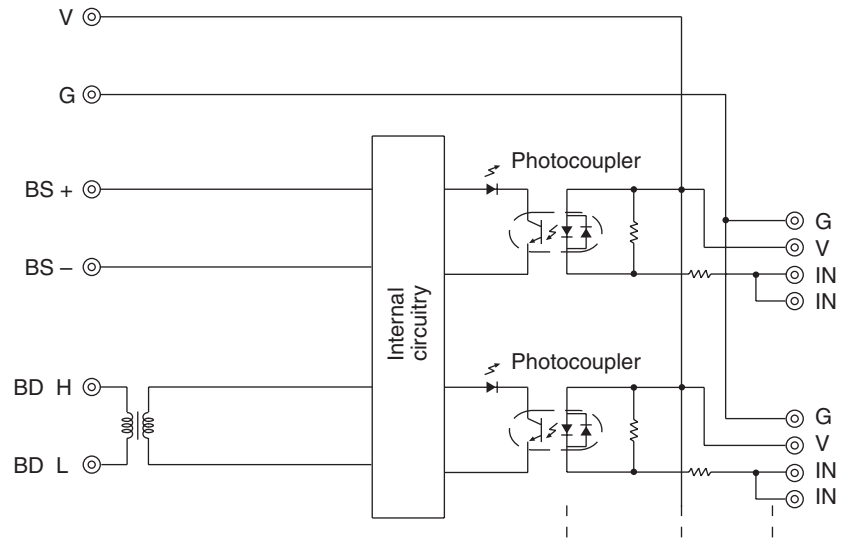 V
G
Photocoupler
BS +
G
V
BS –
IN
IN
Internal
circuitry
Photocoupler
BD H
G
V
BD L
IN
IN